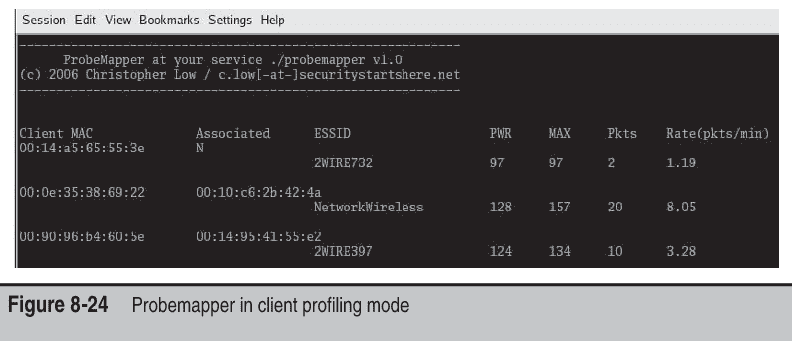 Session Edit View Bookmarks Settings Help
------------------------------------------------------------
ProbeMapper at your service ./probemapper v1.0
(c) 2006 Christopher Low / c.low[-at-]securitystartshere.net
------------------------------------------------------------
Client MAC Associated ESSID PWR MAX Pkts Rate(pkts/min)
00:14:a5:65:55:3e N
2WIRE732 97 97 2 1.19
00:0e:35:38:69:22 00:10:c6:2b:42:4a
NetworkWireless 128 157 20 8.05
00:90:96:b4:60:5e 00:14:95:41:55:e2
2WIRE397 124 134 10 3.28
Figure 8-24 Probemapper in client profiling mode